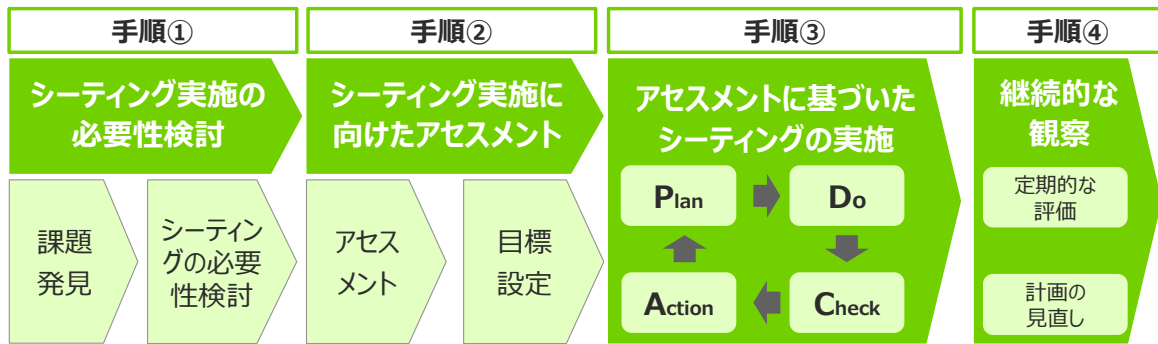 手順①
手順②
手順③
手順④
シーティング実施の
必要性検討
シーティング実施に
向けたアセスメント
アセスメントに基づいた
シーティングの実施
継続的な
観察
課題
発見
シーティン
グの必要
性検討
アセス
メント
目標
設定
Plan
Do
Action
Check
定期的な
評価
計画の
見直し